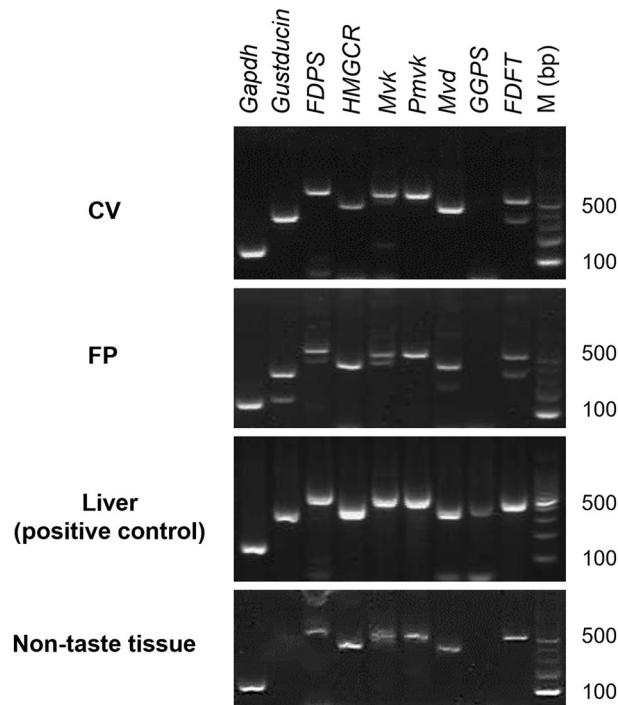 Gapdh
Gustducin
FDPS
HMGCR
Mvk
Pmvk
Mvd
GGPS
FDFT
M (bp)
CV
500
100
FP
500
100
Liver
(positive control)
500
100
Non-taste tissue
500
100